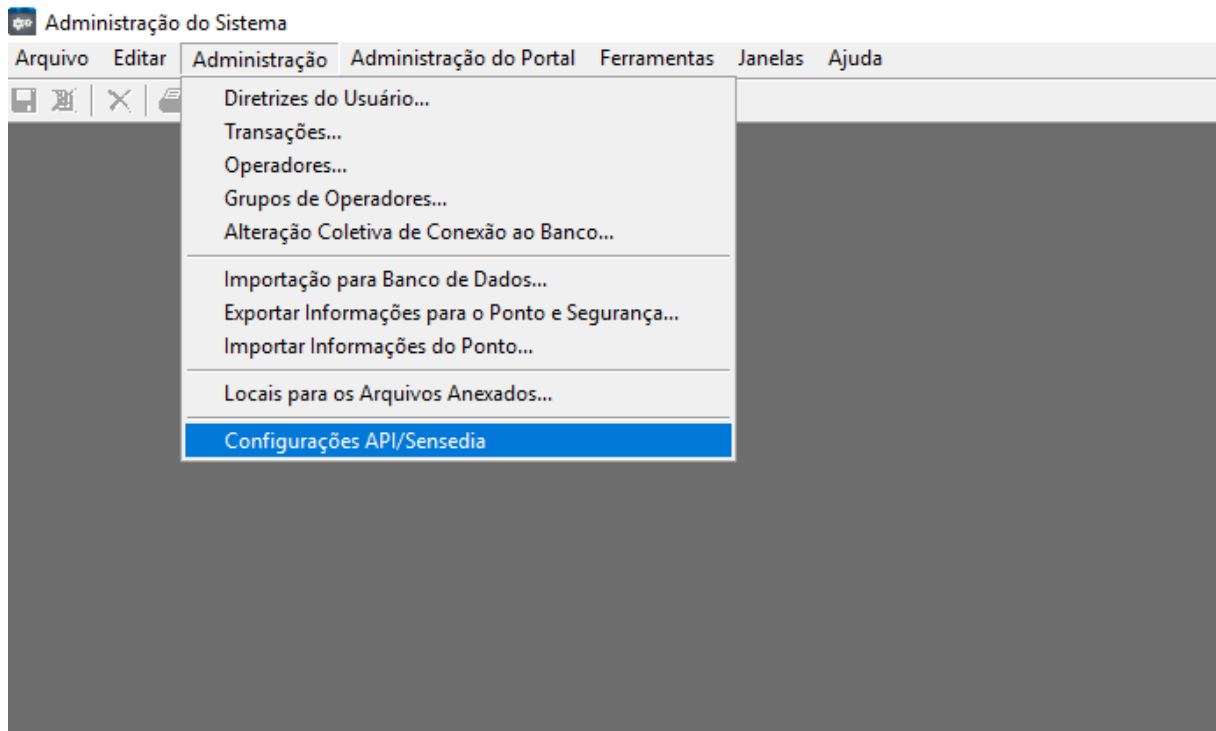 Administração do Sistema
Arquivo Editar Administração Administração do Portal Ferramentas Janelas Ajuda
Diretrizes do Usuário...
Transações...
Operadores...
Grupos de Operadores...
Alteração Coletiva de Conexão ao Banco...
Importação para Banco de Dados...
Exportar Informações para o Ponto e Segurança...
Importar Informações do Ponto...
Locais para os Arquivos Anexados...
Configurações API/Sensedia